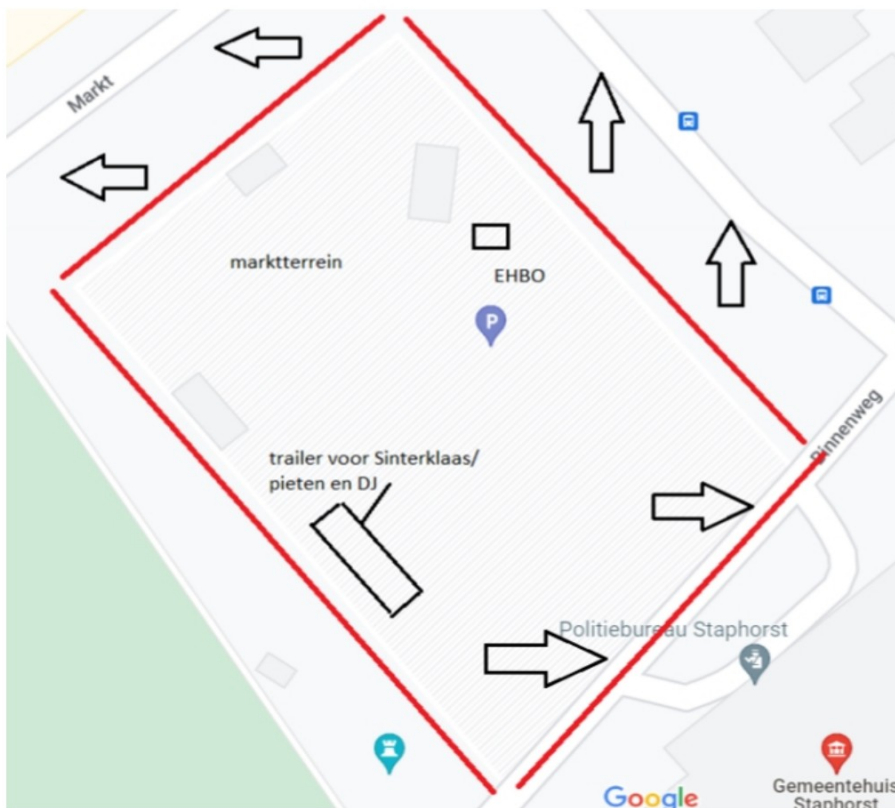 Markt
marktterrein
EHBO
P
trailer voor Sinterklaas/
pieten en DJ
Binnenweg
Politiebureau Staphorst
Google
Gemeentehuis
Staphorst